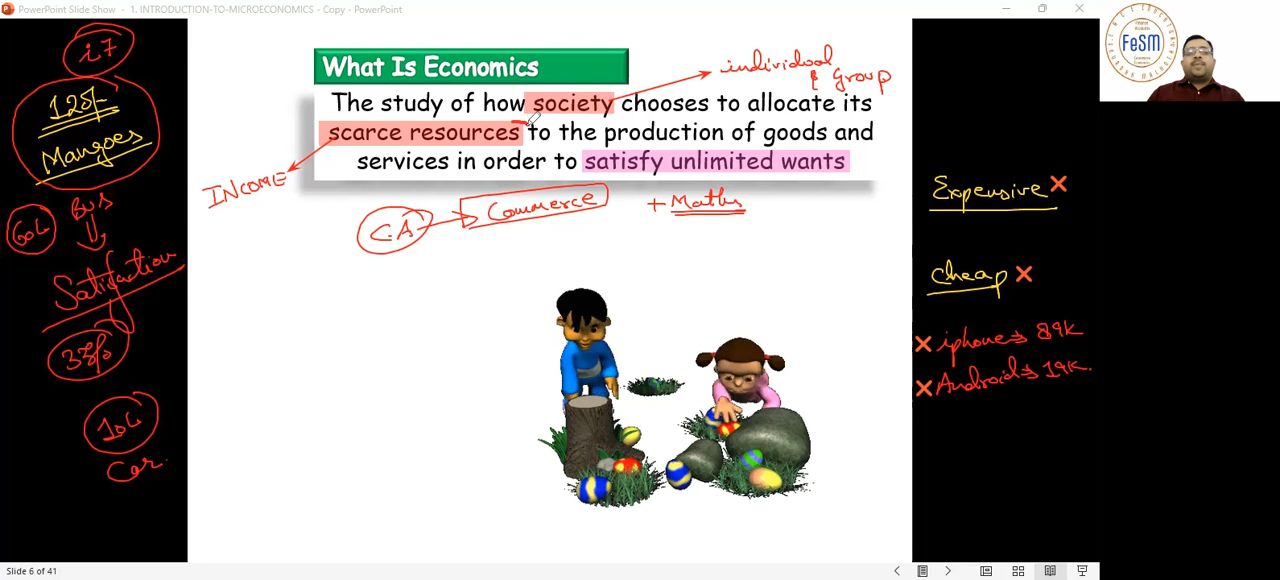 PowerPoint Slide Show - 1. INTRODUCTION-TO-MICROECONOMICS - Copy - PowerPoint
What Is Economics
The study of how society chooses to allocate its
scarce resources to the production of goods and
services in order to satisfy unlimited wants
individual
& Group
INCOME
CA
Commerce
+ Maths
i7
Mangoes
Bus
60L
Satisfaction
10L
Car
Expensive
Cheap
iphone → 89K
Android → 19K.
FeSM
Slide 6 of 41